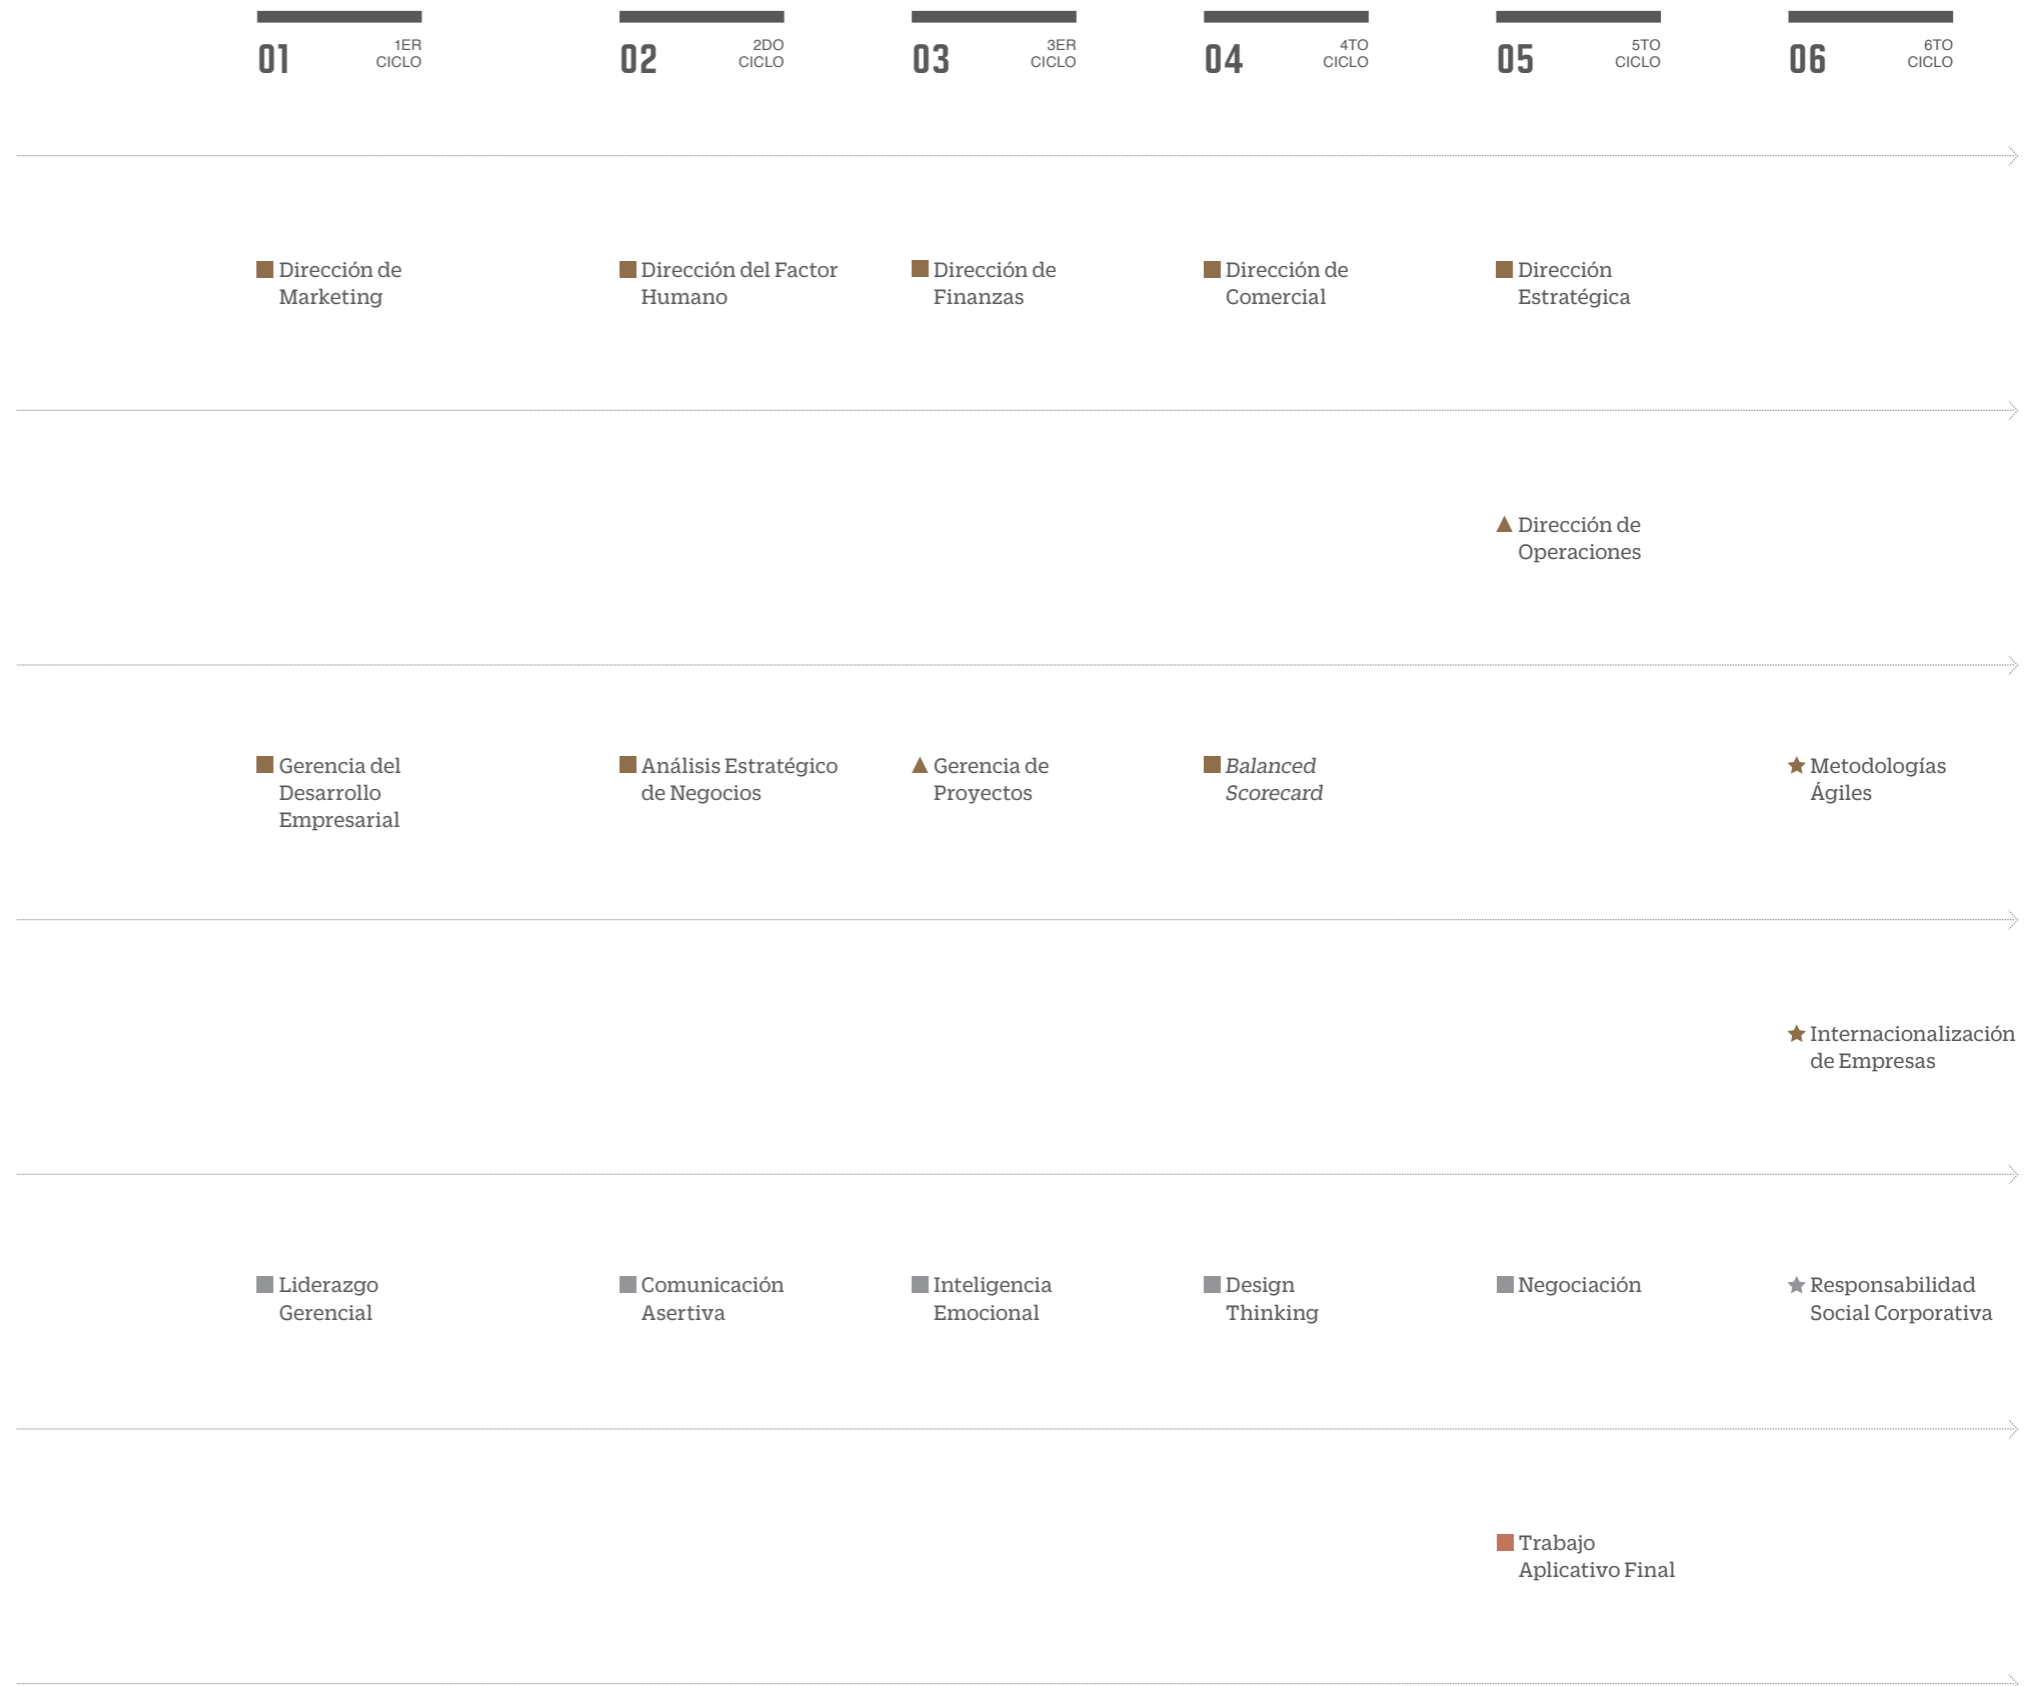 01
1ER
CICLO
02
2DO
CICLO
03
3ER
CICLO
04
4TO
CICLO
05
5TO
CICLO
06
6TO
CICLO
Dirección de
Marketing
Dirección del Factor
Humano
Dirección de
Finanzas
Dirección de
Comercial
Dirección
Estratégica
Dirección de
Operaciones
Gerencia del
Desarrollo
Empresarial
Análisis Estratégico
de Negocios
Gerencia de
Proyectos
Balanced
Scorecard
Metodologías
Ágiles
Internacionalización
de Empresas
Liderazgo
Gerencial
Comunicación
Asertiva
Inteligencia
Emocional
Design
Thinking
Negociación
Responsabilidad
Social Corporativa
Trabajo
Aplicativo Final